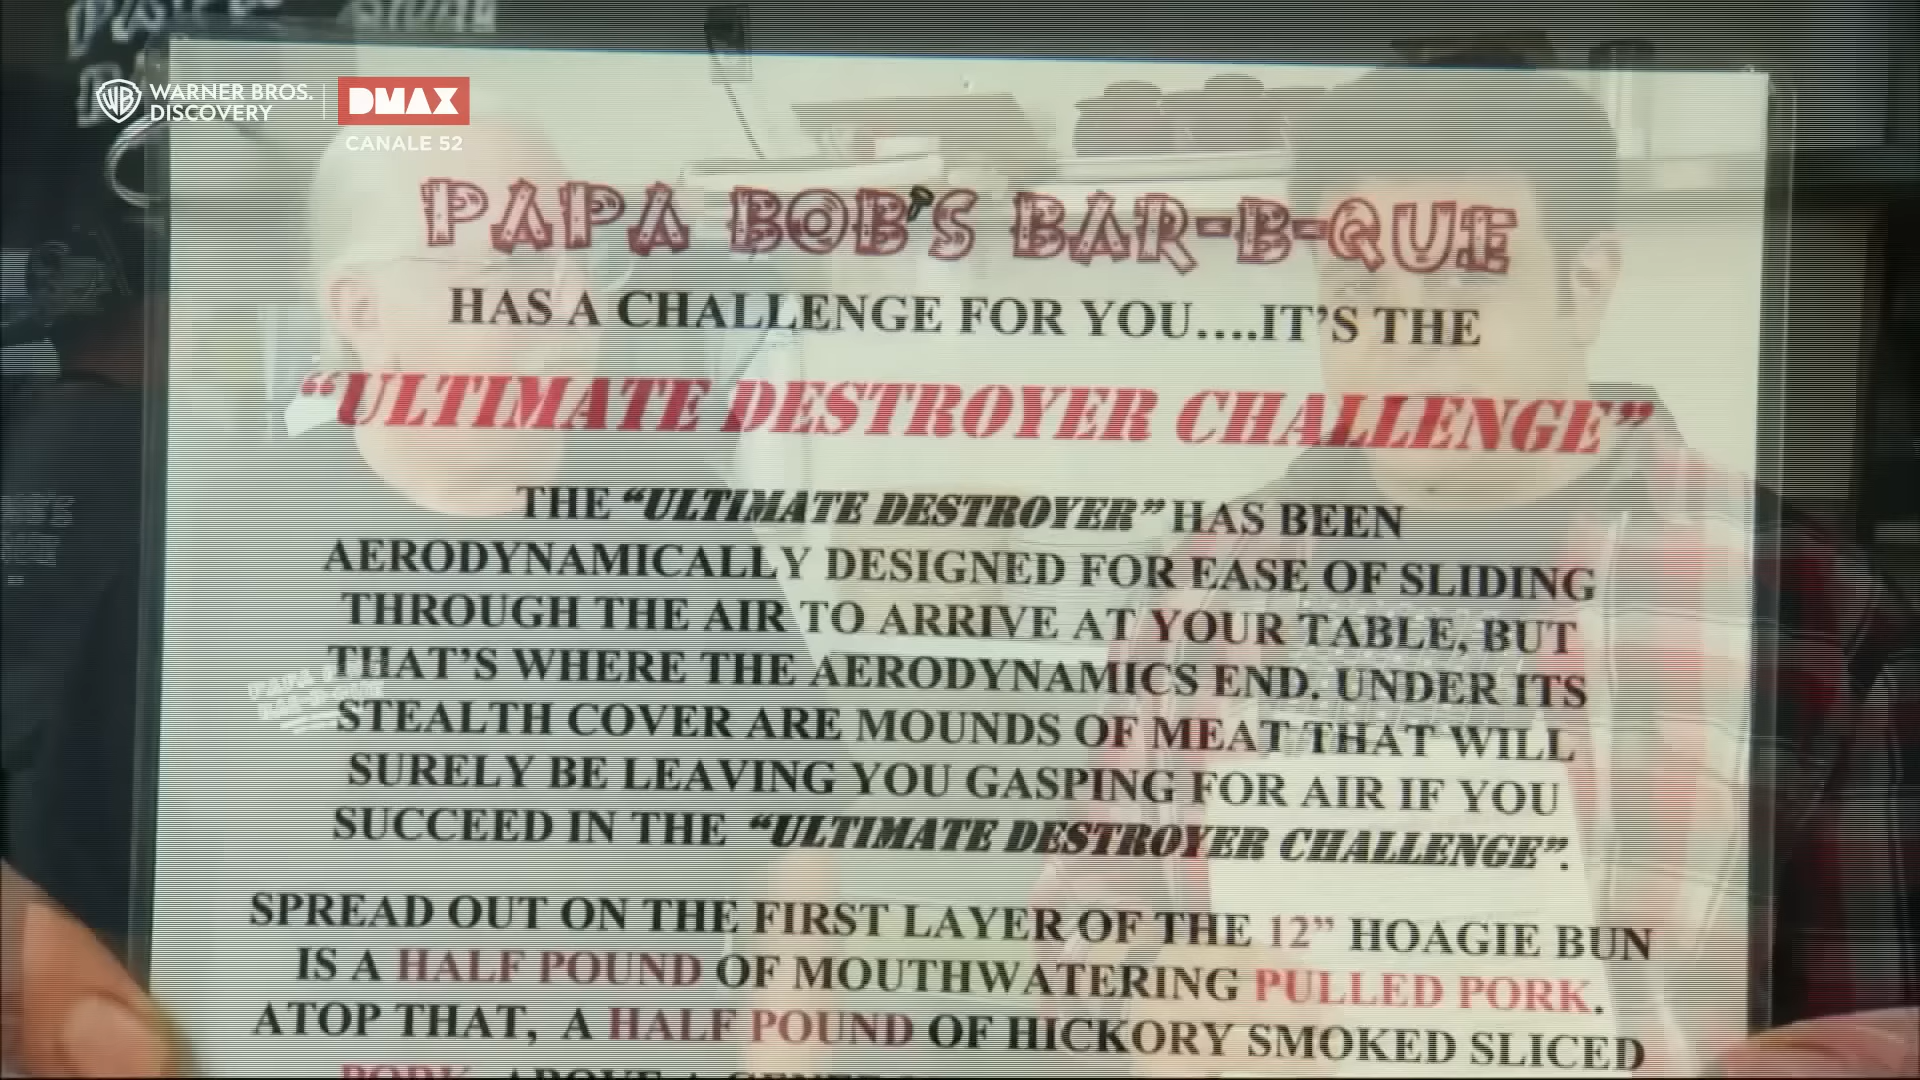 WARNER BROS.
DISCOVERY
DMAX
CANALE 52
PAPA BOB'S BAR-B-QUE
HAS A CHALLENGE FOR YOU....IT'S THE
“ULTIMATE DESTROYER CHALLENGE”
THE “ULTIMATE DESTROYER” HAS BEEN
AERODYNAMICALLY DESIGNED FOR EASE OF SLIDING
THROUGH THE AIR TO ARRIVE AT YOUR TABLE, BUT
THAT'S WHERE THE AERODYNAMICS END. UNDER ITS
STEALTH COVER ARE MOUNDS OF MEAT THAT WILL
SURELY BE LEAVING YOU GASPING FOR AIR IF YOU
SUCCEED IN THE “ULTIMATE DESTROYER CHALLENGE”.
SPREAD OUT ON THE FIRST LAYER OF THE 12” HOAGIE BUN
IS A HALF POUND OF MOUTHWATERING PULLED PORK.
ATOP THAT, A HALF POUND OF HICKORY SMOKED SLICED
PORK. ABOVE A